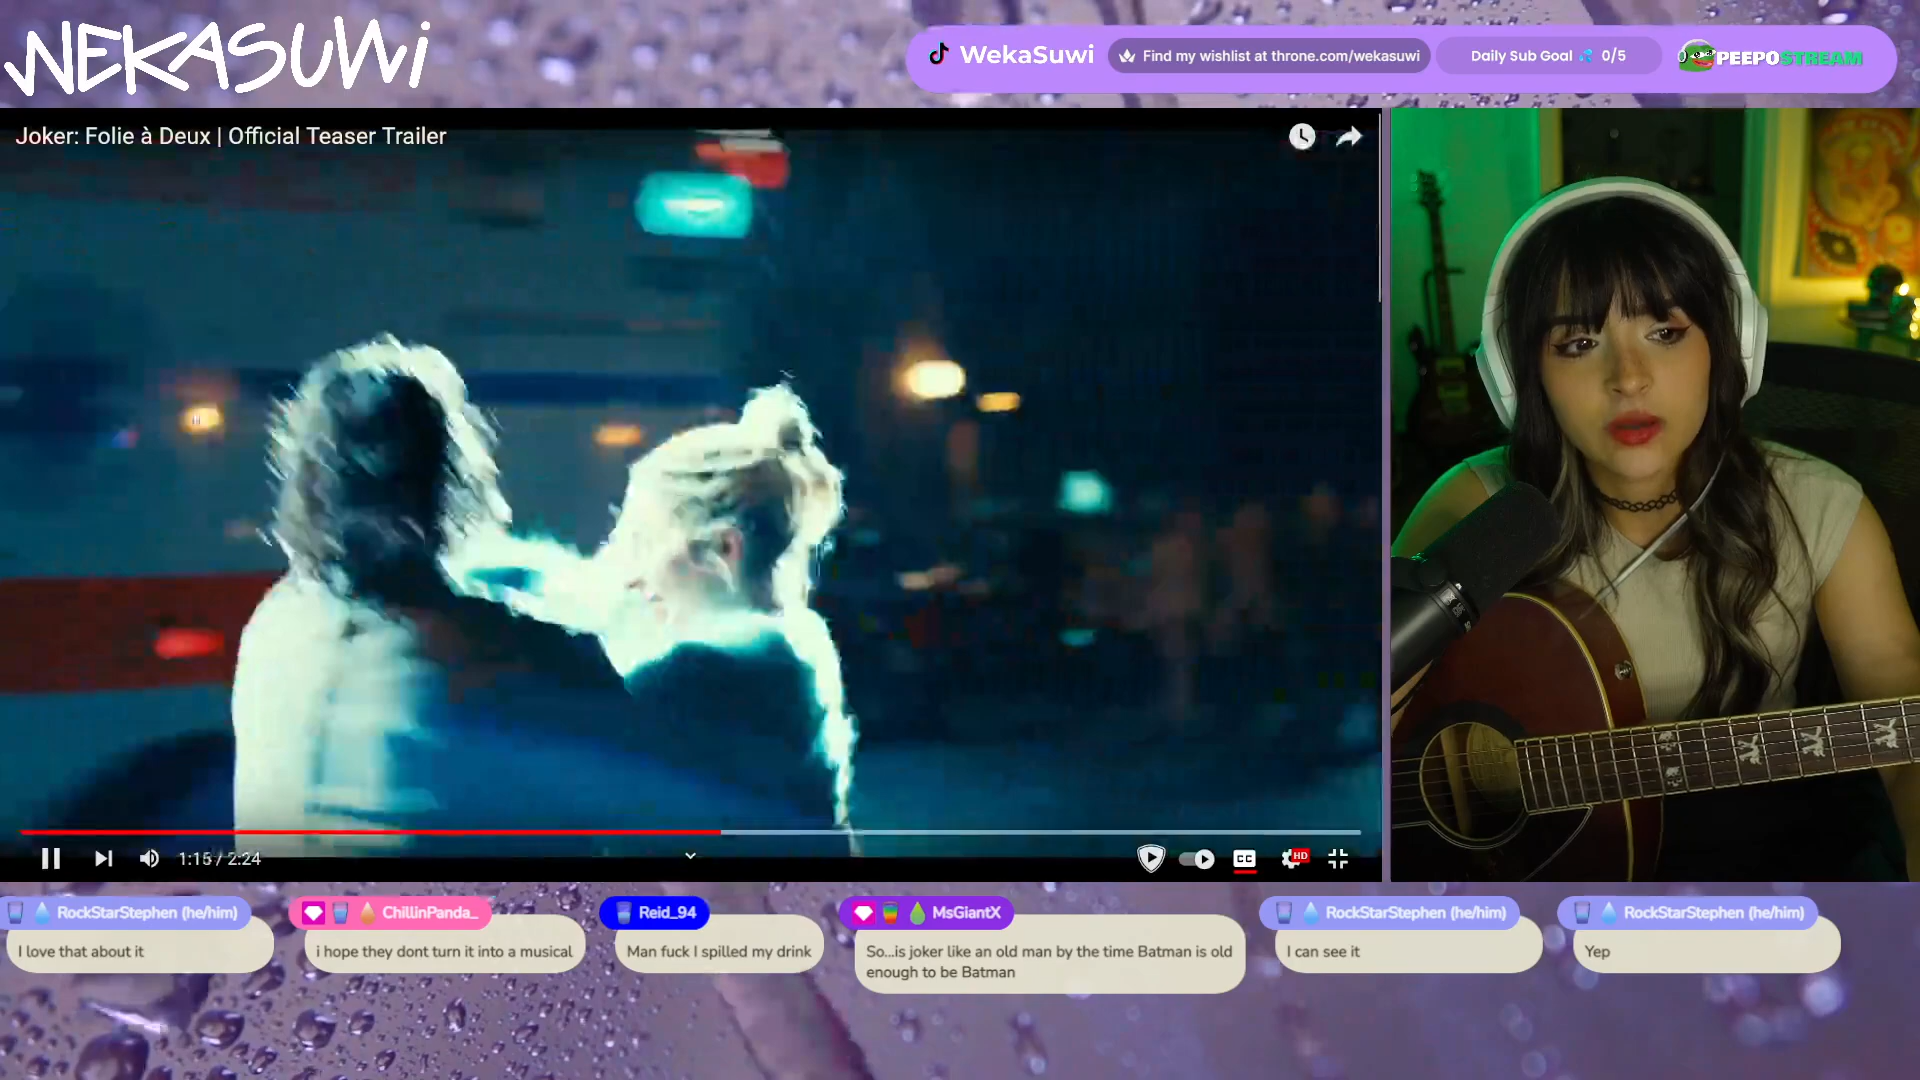 WEKASUWi
WekaSuwi
Find my wishlist at throne.com/wekasuwi
Daily Sub Goal 💦 0/5
0
PEEPOSTREAM
Joker: Folie à Deux | Official Teaser Trailer
1:15 / 2:24
CC
HD
RockStarStephen (he/him)
I love that about it
ChillinPanda_
i hope they dont turn it into a musical
Reid_94
Man fuck I spilled my drink
MsGiantX
So...is joker like an old man by the time Batman is old
enough to be Batman
RockStarStephen (he/him)
I can see it
RockStarStephen (he/him)
Yep